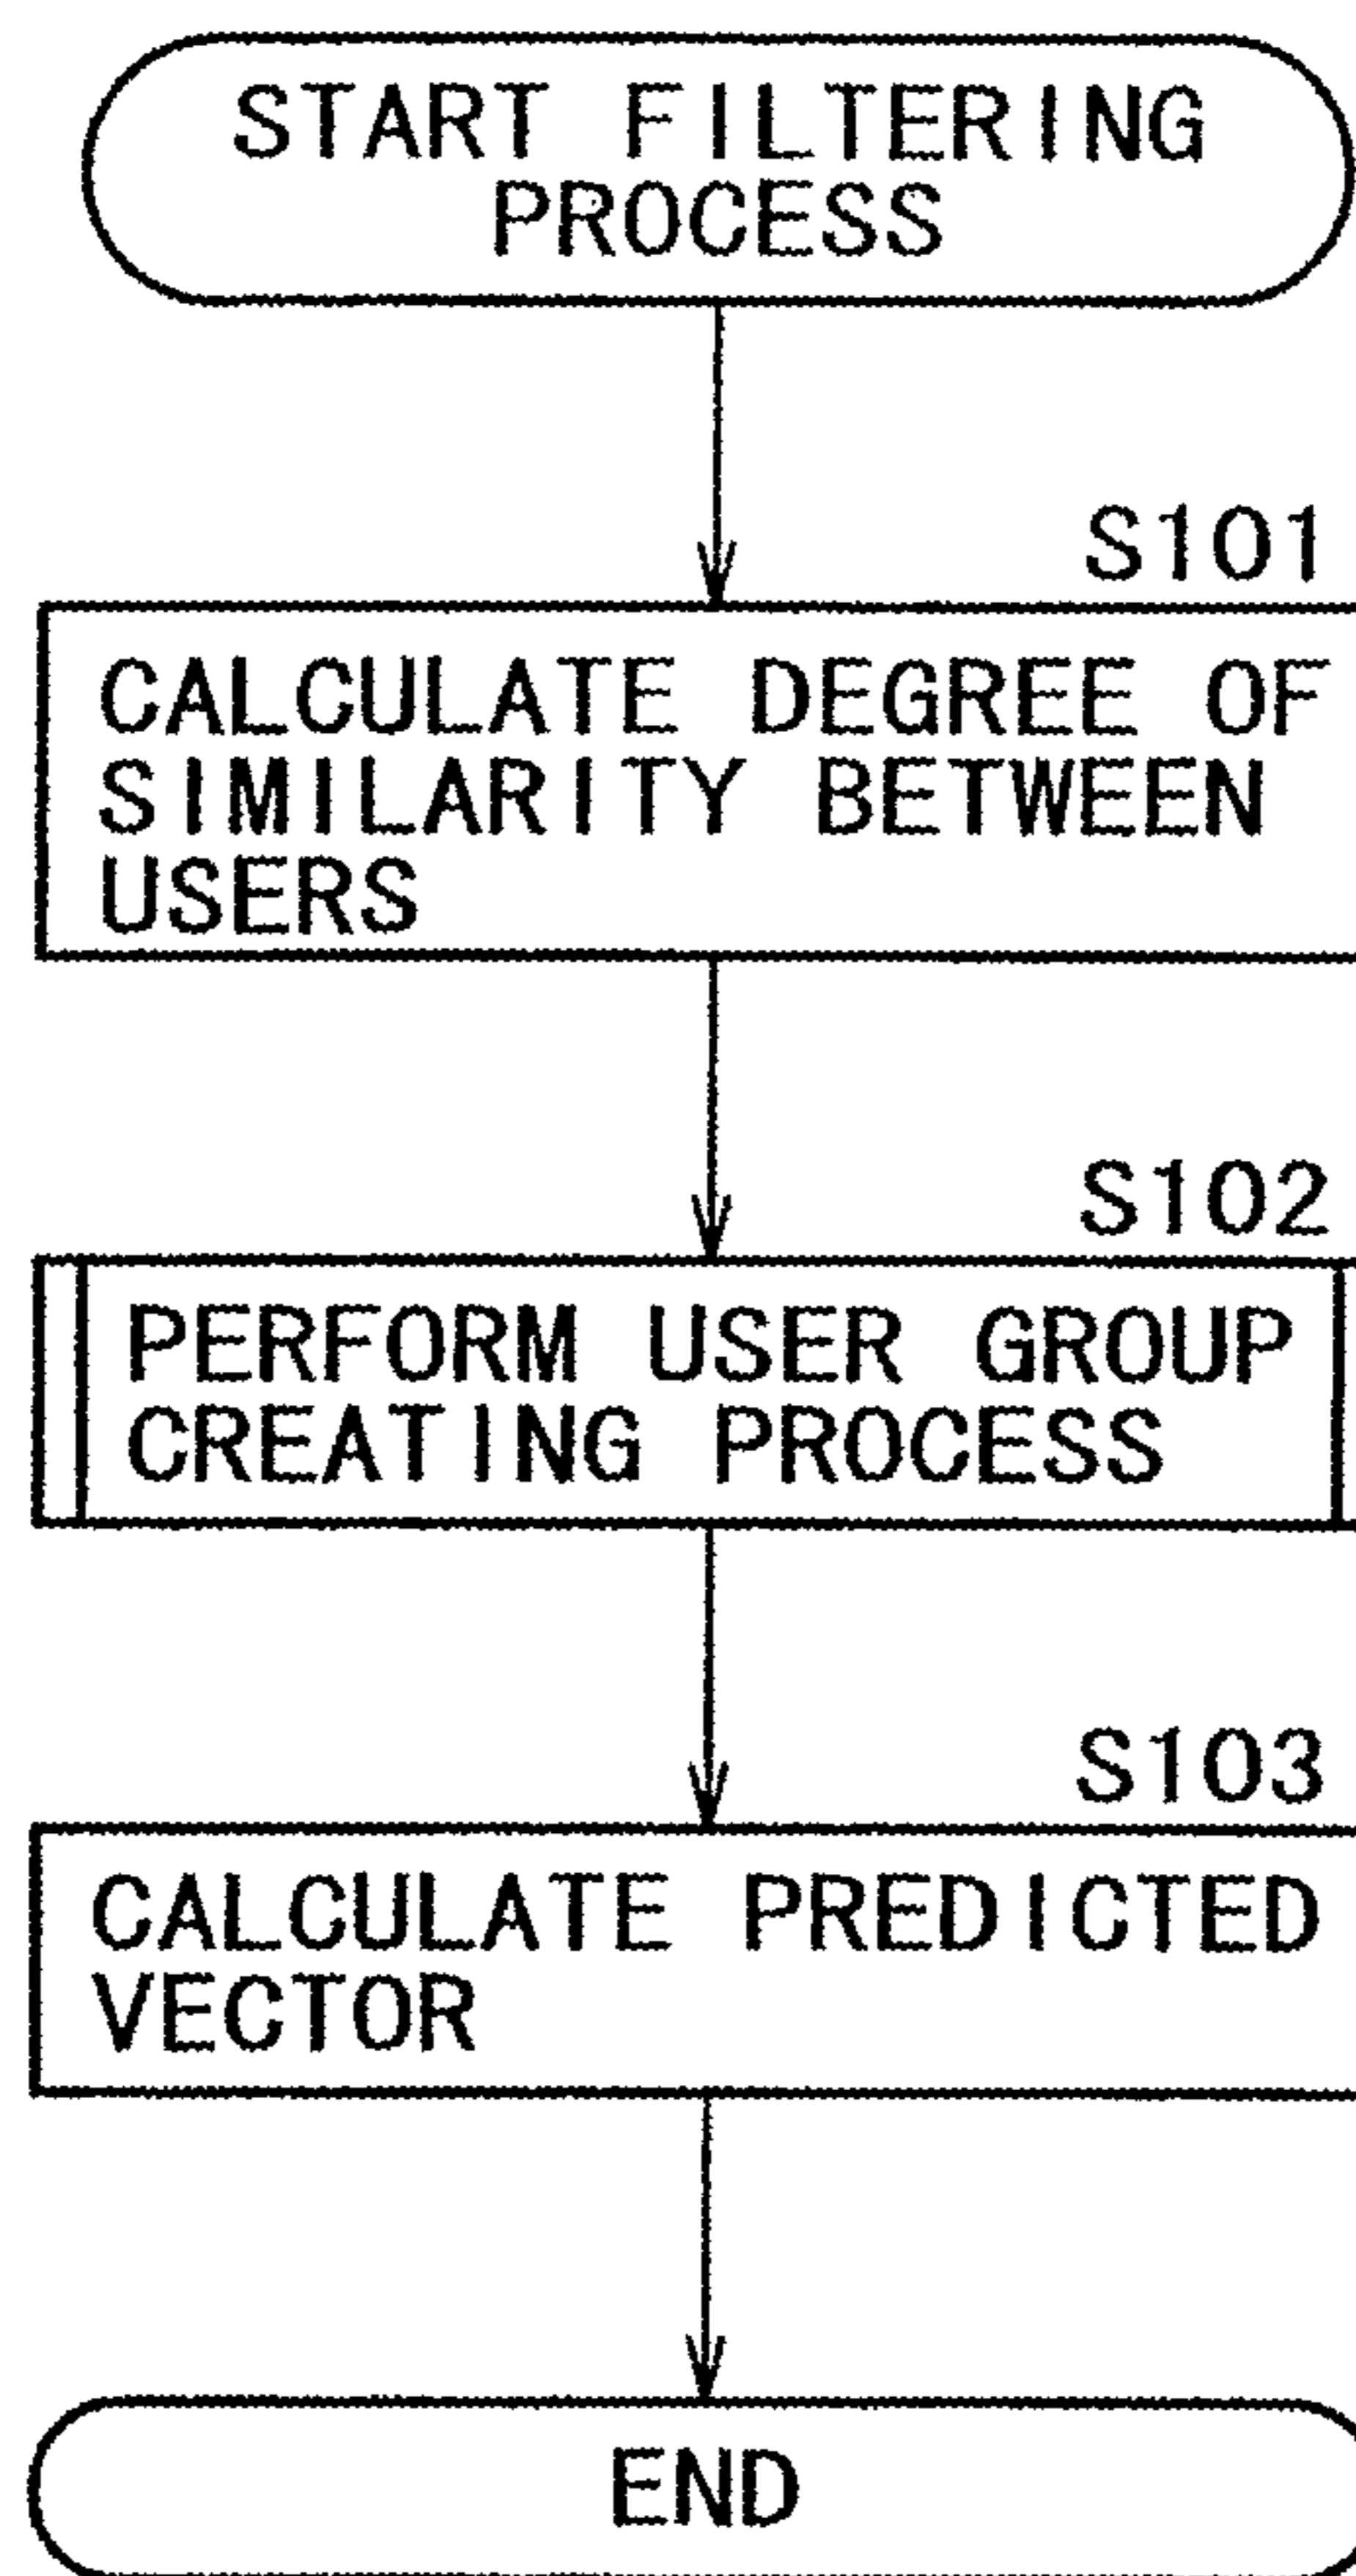 START FILTERING
PROCESS
S101
CALCULATE DEGREE OF
SIMILARITY BETWEEN
USERS
S102
PERFORM USER GROUP
CREATING PROCESS
S103
CALCULATE PREDICTED
VECTOR
END